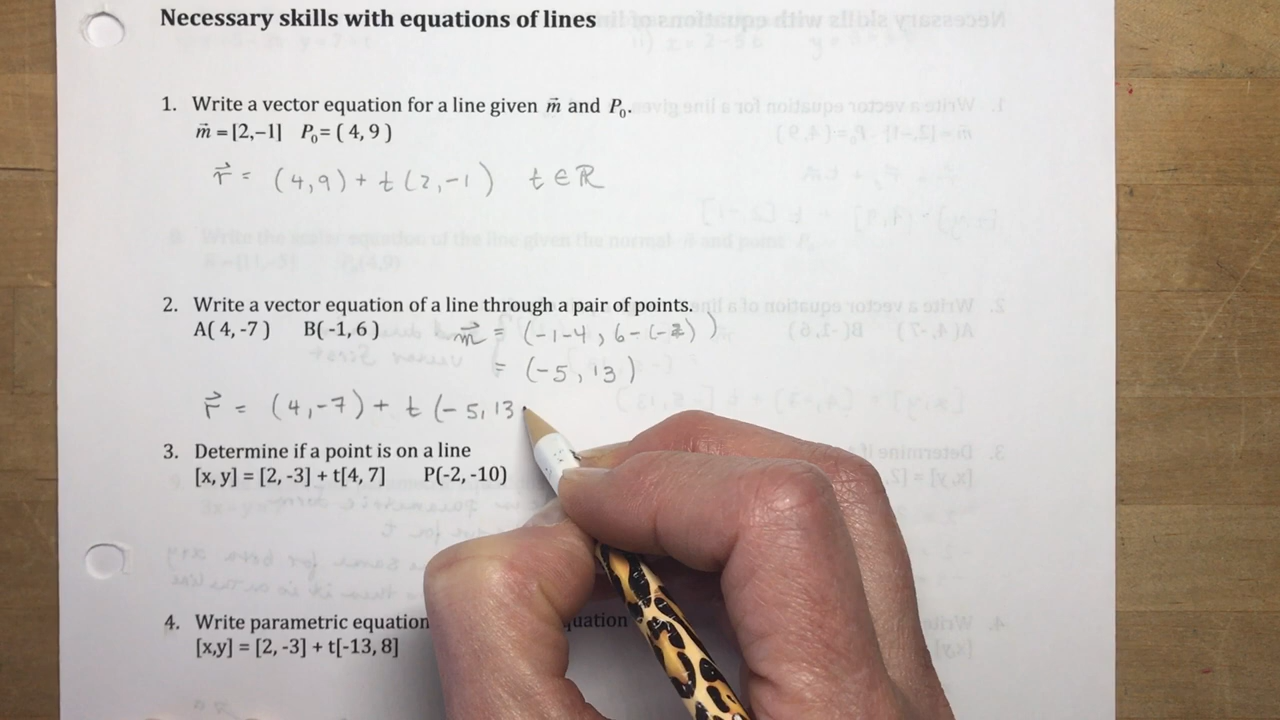 Necessary skills with equations of lines
1. Write a vector equation for a line given m⃗ and P₀.
m⃗ = [2,−1] P₀= ( 4, 9 )
r⃗ = (4,9) + t (2,-1) t ∈ ℝ
2. Write a vector equation of a line through a pair of points.
A( 4, -7 ) B( -1, 6 ) m⃗ = (-1-4, 6-(-7))
= (-5, 13)
r⃗ = (4,-7) + t (-5, 13
3. Determine if a point is on a line
[x, y] = [2, -3] + t[4, 7] P(-2, -10)
4. Write parametric equation
[x,y] = [2, -3] + t[-13, 8]